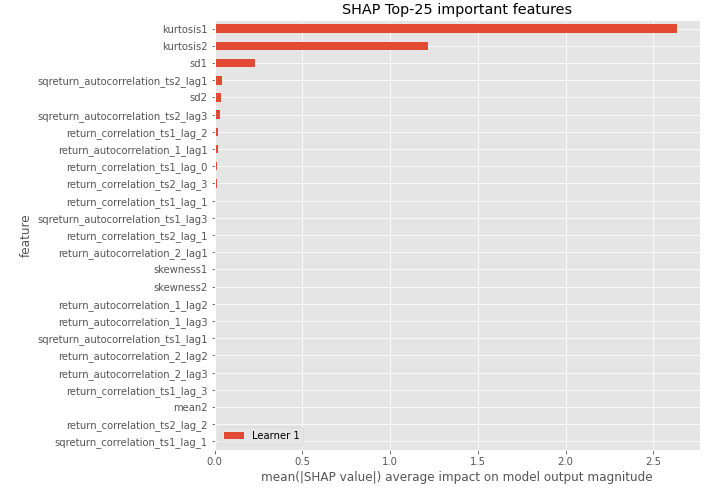 SHAP Top-25 important features
kurtosis1
kurtosis2
sd1
sqreturn_autocorrelation_ts2_lag1
sd2
sqreturn_autocorrelation_ts2_lag3
return_correlation_ts1_lag_2
return_autocorrelation_1_lag1
return_correlation_ts1_lag_0
return_correlation_ts2_lag_3
return_correlation_ts1_lag_1
sqreturn_autocorrelation_ts1_lag3
return_correlation_ts2_lag_1
return_autocorrelation_2_lag1
skewness1
skewness2
return_autocorrelation_1_lag2
return_autocorrelation_1_lag3
sqreturn_autocorrelation_ts1_lag1
return_autocorrelation_2_lag2
return_autocorrelation_2_lag3
return_correlation_ts1_lag_3
mean2
return_correlation_ts2_lag_2
sqreturn_correlation_ts1_lag_1
feature
Learner 1
0.0 0.5 1.0 1.5 2.0 2.5
mean(|SHAP value|) average impact on model output magnitude